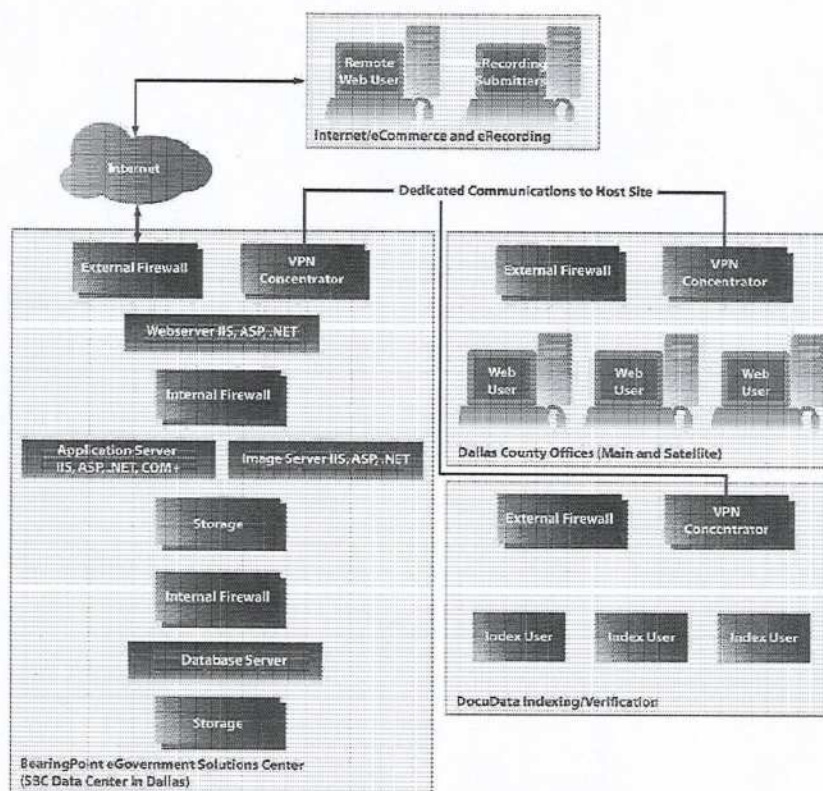 Remote
Web User
eRecording
Submitters
Internet/eCommerce and eRecording
Internet
Dedicated Communications to Host Site
External Firewall
VPN
Concentrator
Webserver IIS, ASP, .NET
Internal Firewall
Application Server
IIS, ASP, .NET, COM+
Image Server IIS, ASP, .NET
Storage
Internal Firewall
Database Server
Storage
BearingPoint eGovernment Solutions Center
(SBC Data Center in Dallas)
External Firewall
VPN
Concentrator
Web
User
Web
User
Web
User
Dallas County Offices (Main and Satellite)
External Firewall
VPN
Concentrator
Index User
Index User
Index User
DocuData Indexing/Verification